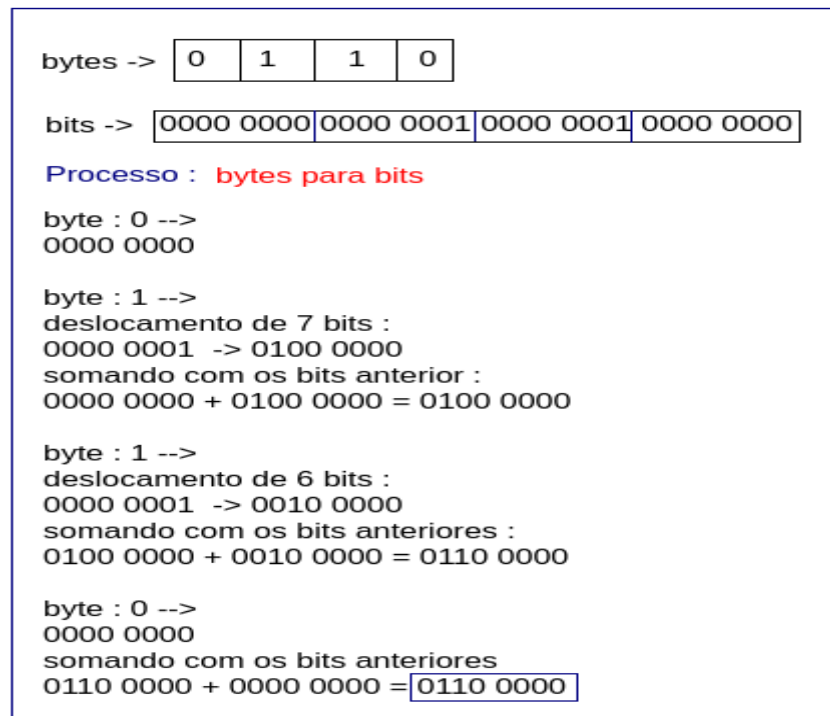 bytes -> 0 1 1 0
bits -> 0000 0000 0000 0001 0000 0001 0000 0000
Processo : bytes para bits
byte : 0 -->
0000 0000
byte : 1 -->
deslocamento de 7 bits :
0000 0001 -> 0100 0000
somando com os bits anterior :
0000 0000 + 0100 0000 = 0100 0000
byte : 1 -->
deslocamento de 6 bits :
0000 0001 -> 0010 0000
somando com os bits anteriores :
0100 0000 + 0010 0000 = 0110 0000
byte : 0 -->
0000 0000
somando com os bits anteriores
0110 0000 + 0000 0000 = 0110 0000